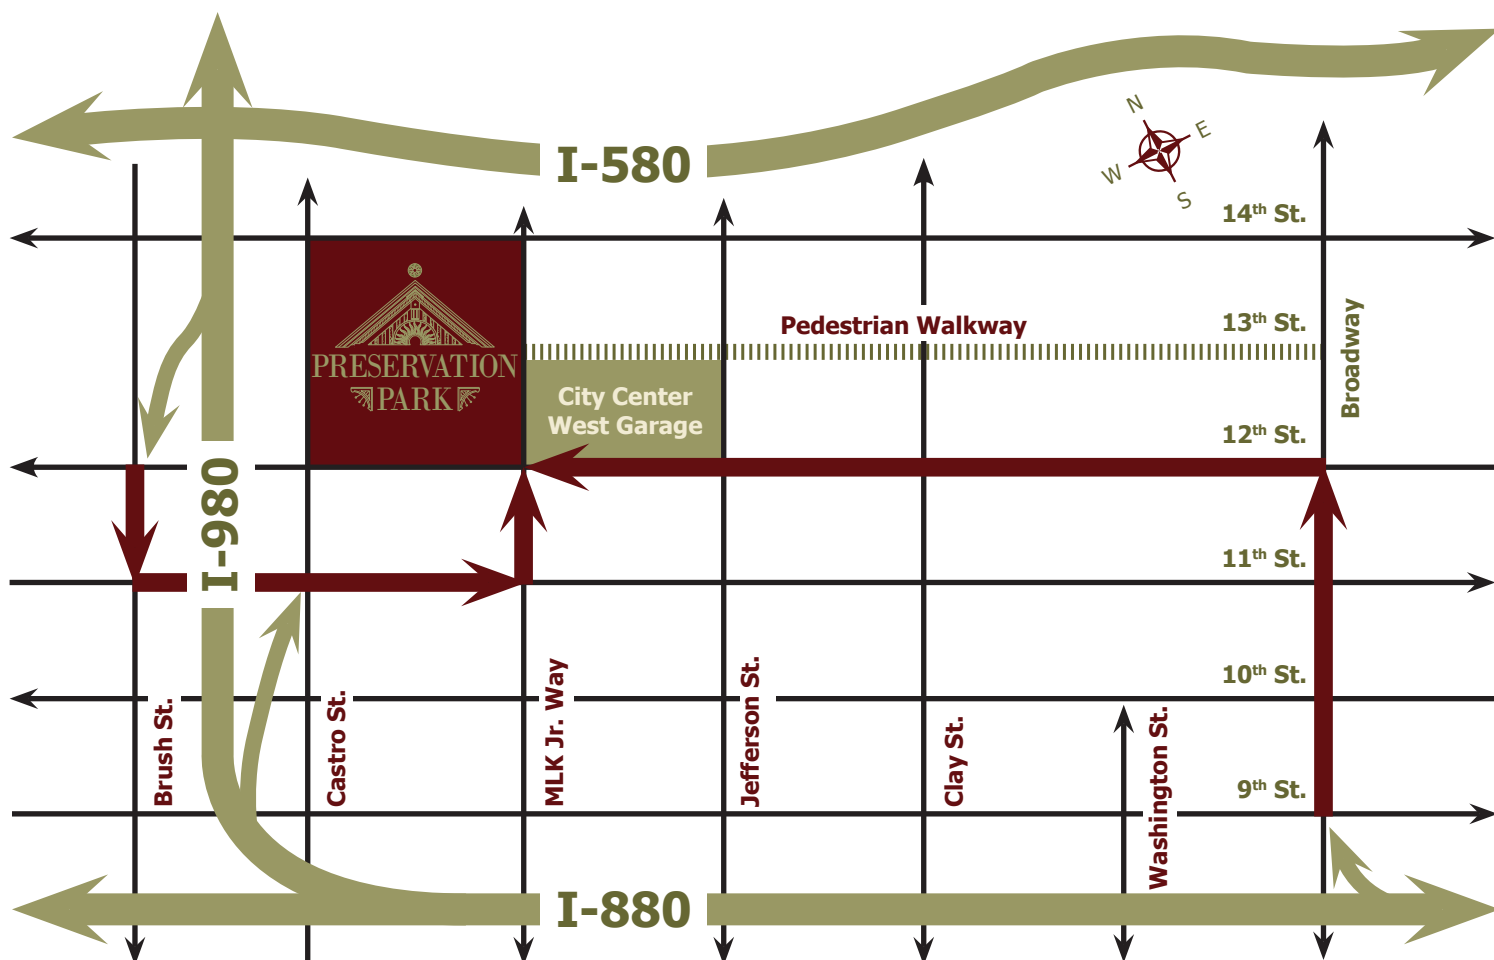 I-580
N
E
W
S
14th St.
13th St.
Pedestrian Walkway
Broadway
PRESERVATION
PARK
City Center
West Garage
12th St.
I-980
11th St.
10th St.
9th St.
Brush St.
Castro St.
MLK Jr. Way
Jefferson St.
Clay St.
Washington St.
I-880